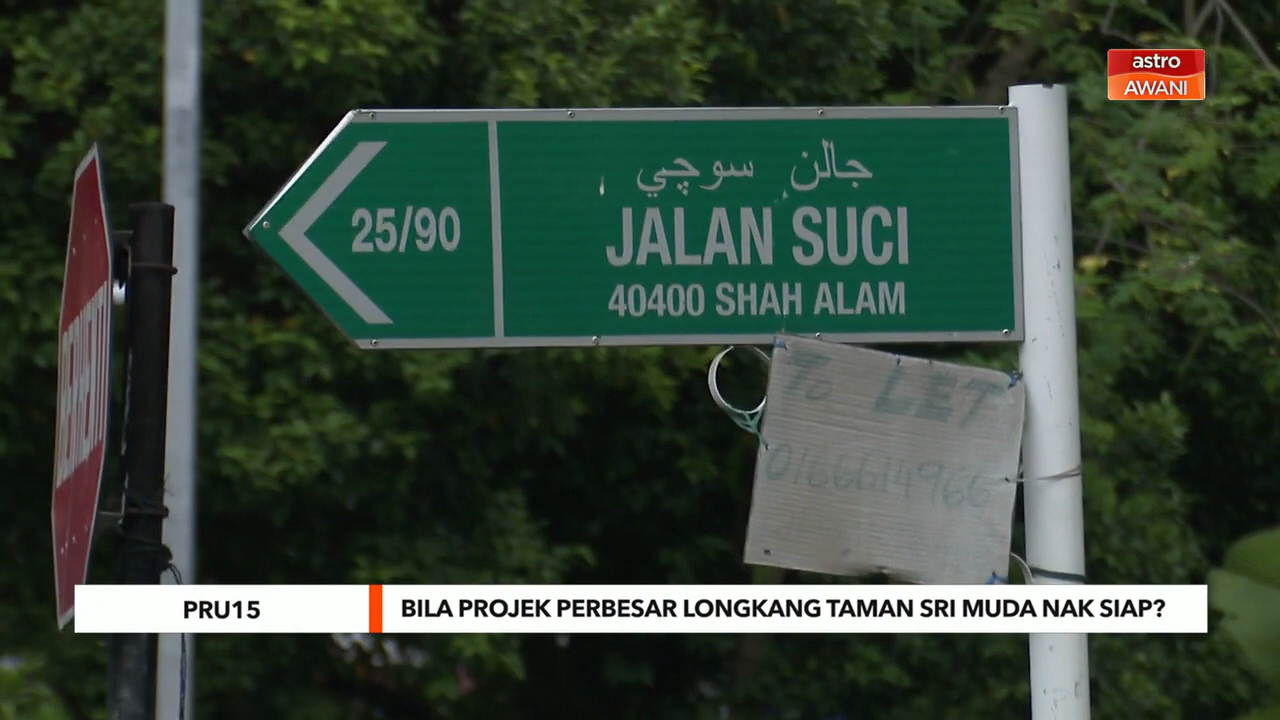 astro
AWANI
جالن سوچي
25/90
JALAN SUCI
40400 SHAH ALAM
BERHENTI
To LET
0166614966
PRU15
BILA PROJEK PERBESAR LONGKANG TAMAN SRI MUDA NAK SIAP?